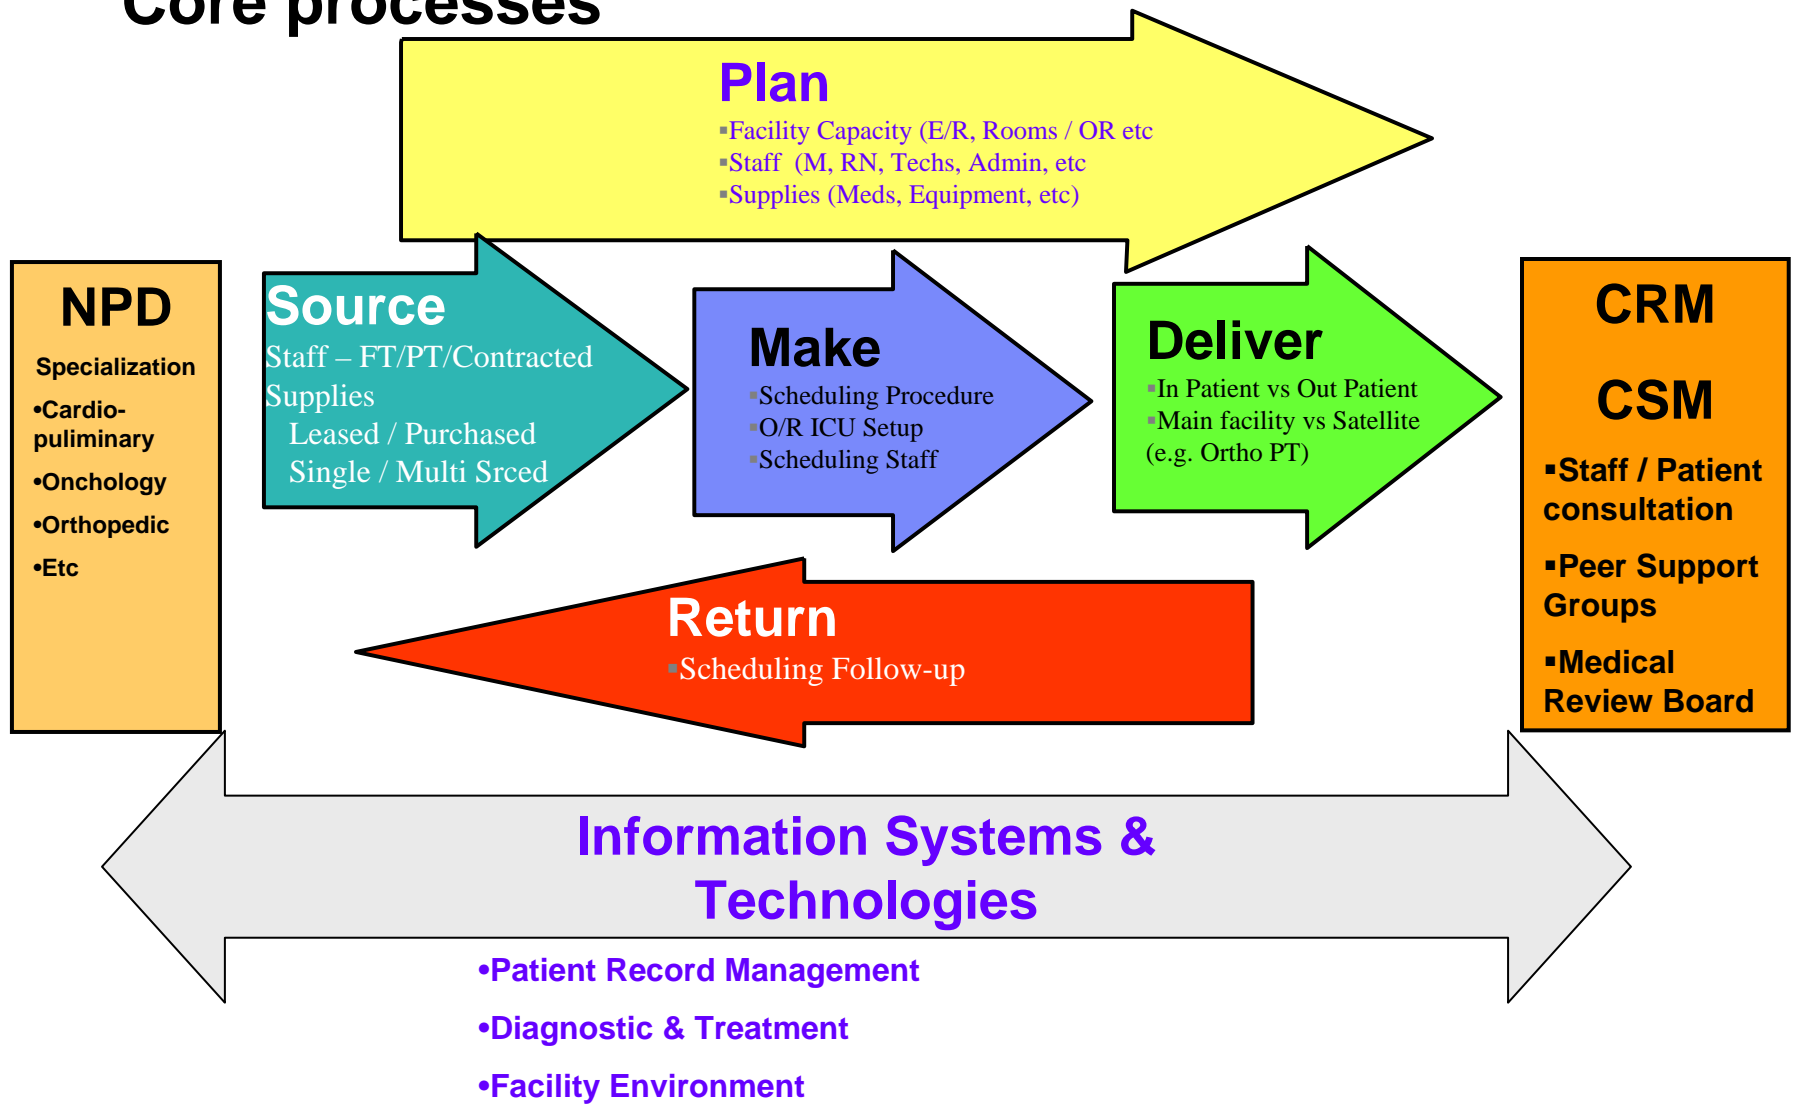 Core processes
Plan
▪Facility Capacity (E/R, Rooms / OR etc
▪Staff  (M, RN, Techs, Admin, etc
▪Supplies (Meds, Equipment, etc)
NPD
Specialization
•Cardio-
puliminary
•Onchology
•Orthopedic
•Etc
Source
Staff – FT/PT/Contracted
Supplies
Leased / Purchased
Single / Multi Srced
Make
▪Scheduling Procedure
▪O/R ICU Setup
▪Scheduling Staff
Deliver
▪In Patient vs Out Patient
▪Main facility vs Satellite
(e.g. Ortho PT)
CRM
CSM
▪Staff / Patient
consultation
▪Peer Support
Groups
▪Medical
Review Board
Return
▪Scheduling Follow-up
Information Systems &
Technologies
•Patient Record Management
•Diagnostic & Treatment
•Facility Environment